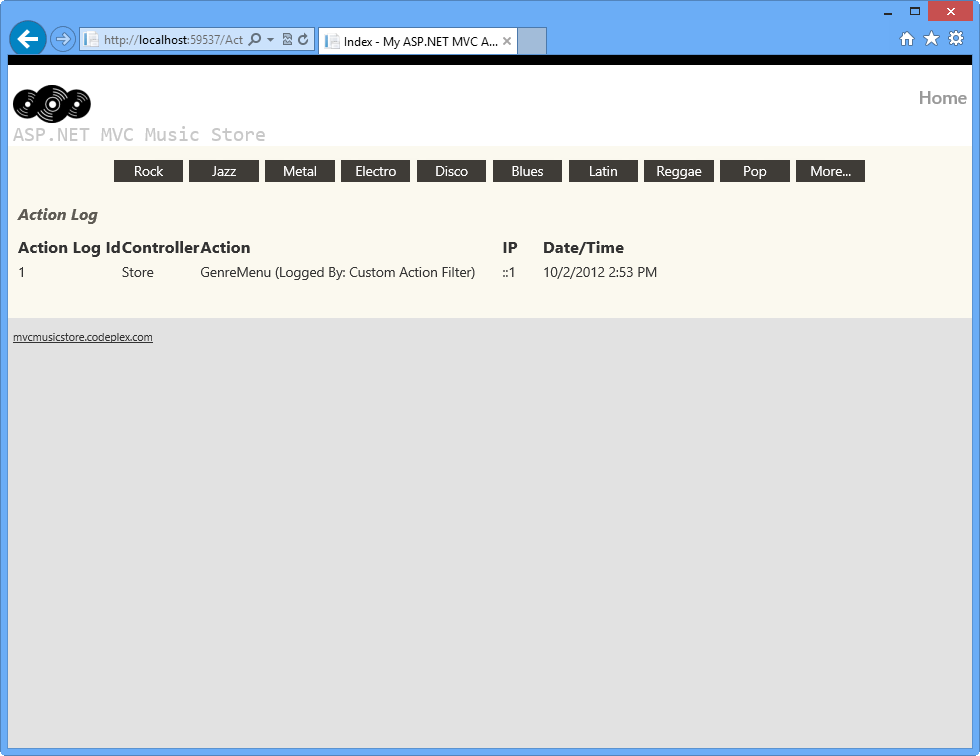 http://localhost:59537/Act
Index - My ASP.NET MVC A...
Home
ASP.NET MVC Music Store
Rock Jazz Metal Electro Disco Blues Latin Reggae Pop More...
Action Log
Action Log Id Controller Action IP Date/Time
1 Store GenreMenu (Logged By: Custom Action Filter) ::1 10/2/2012 2:53 PM
mvcmusicstore.codeplex.com